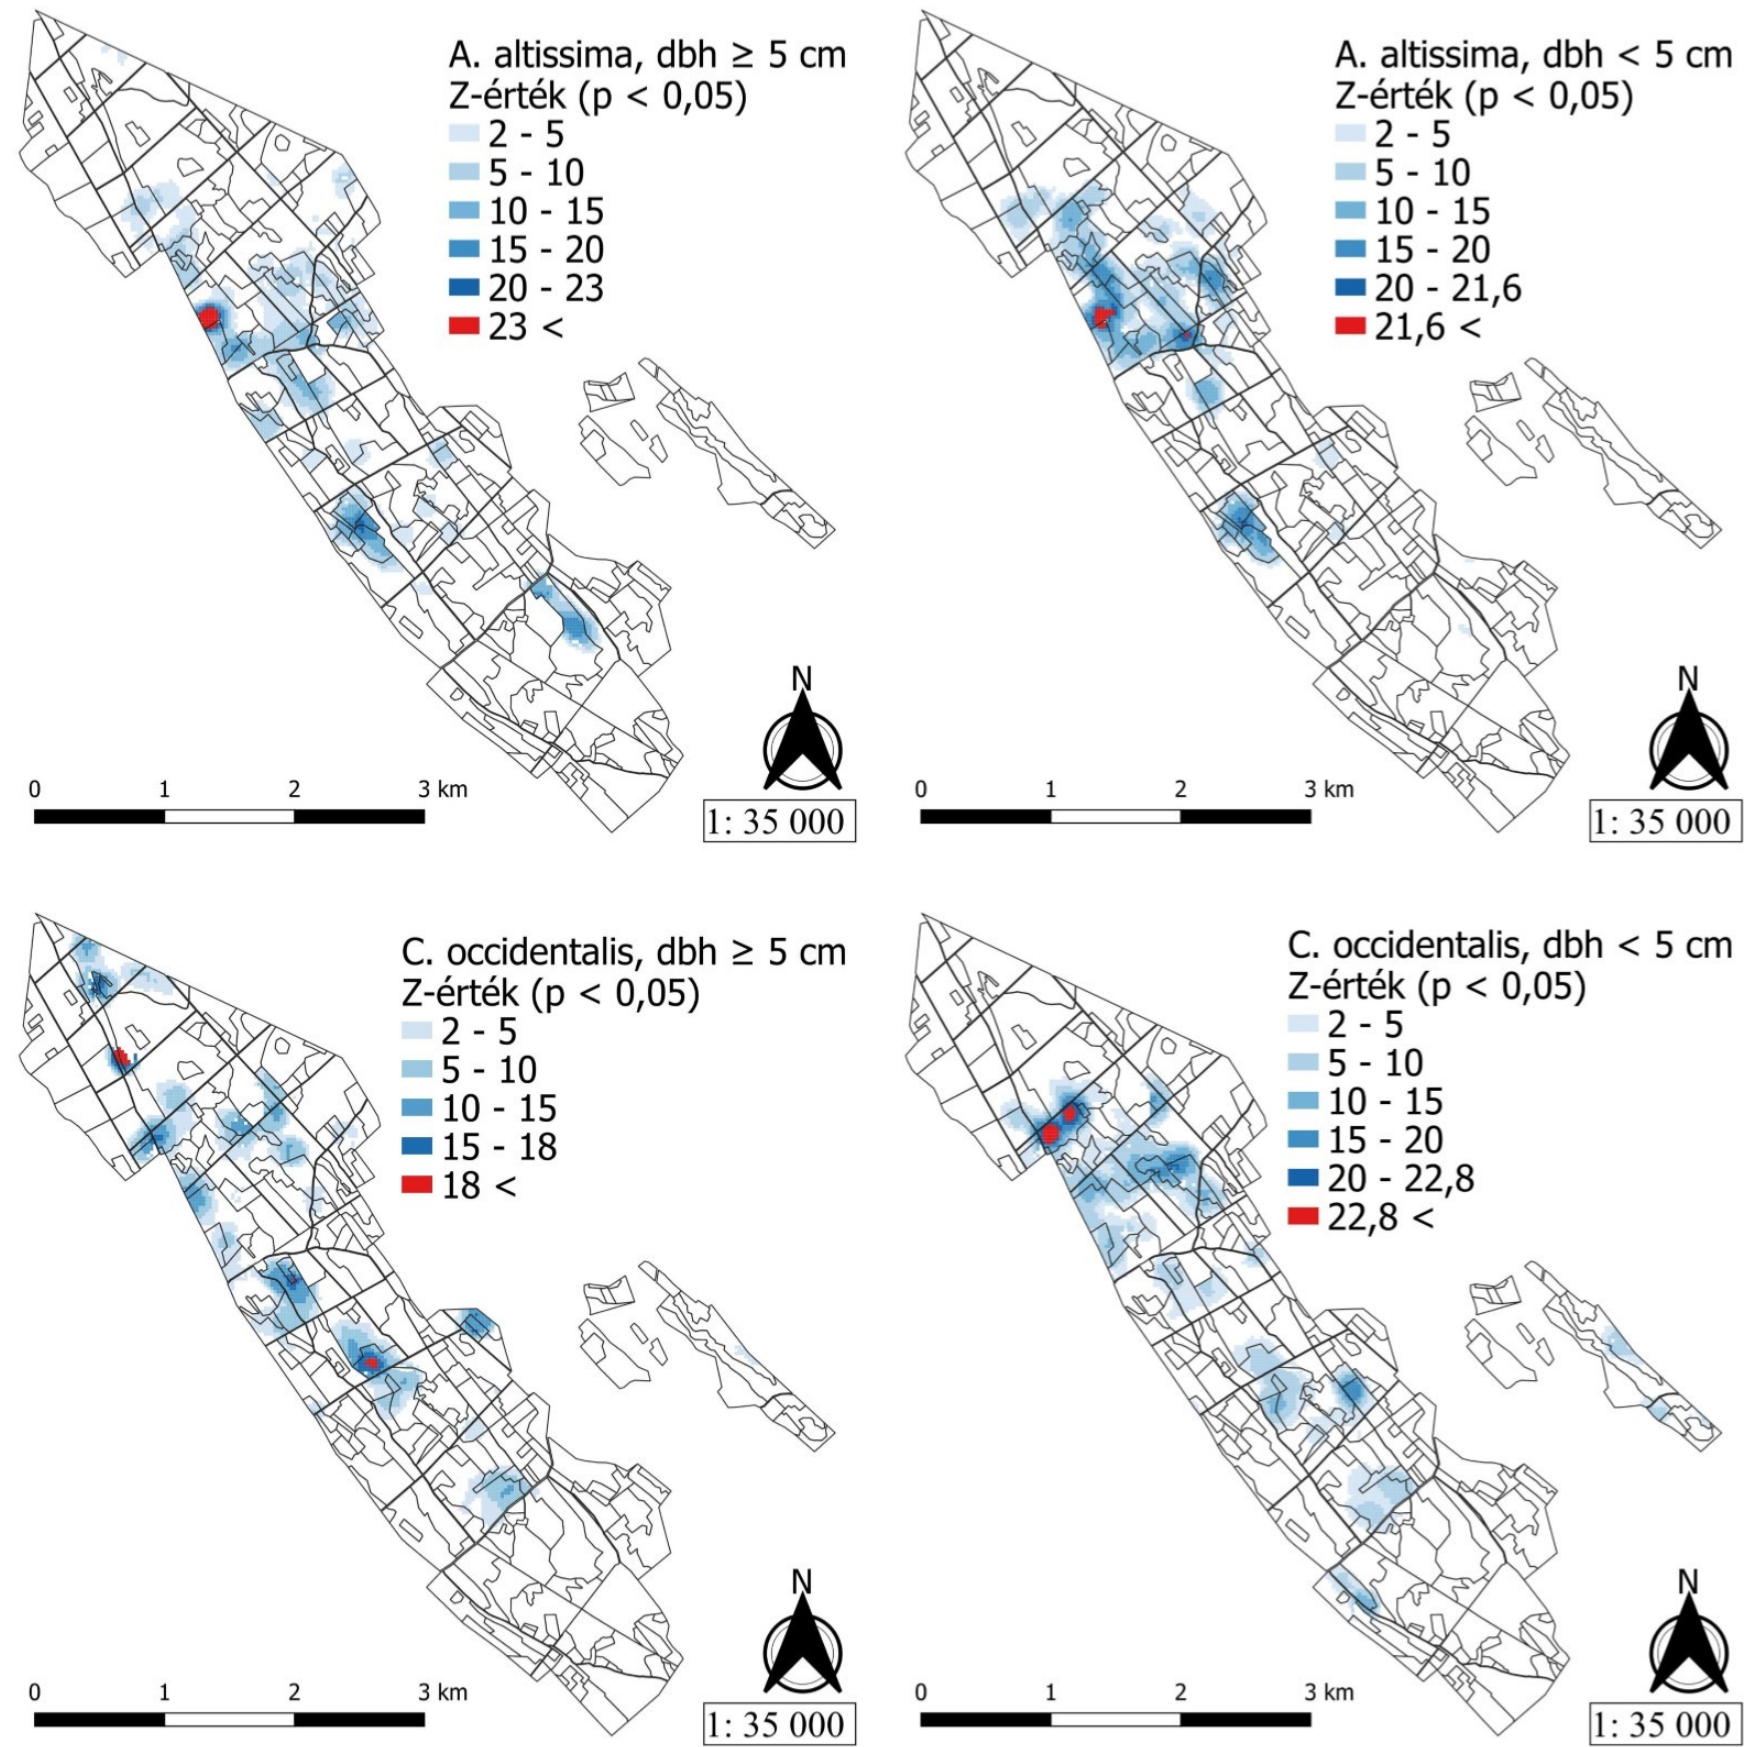 A. altissima, dbh ≥ 5 cm
Z-érték (p < 0,05)
2 - 5
5 - 10
10 - 15
15 - 20
20 - 23
23 <
N
0 1 2 3 km
1: 35 000
A. altissima, dbh < 5 cm
Z-érték (p < 0,05)
2 - 5
5 - 10
10 - 15
15 - 20
20 - 21,6
21,6 <
N
0 1 2 3 km
1: 35 000
C. occidentalis, dbh ≥ 5 cm
Z-érték (p < 0,05)
2 - 5
5 - 10
10 - 15
15 - 18
18 <
N
0 1 2 3 km
1: 35 000
C. occidentalis, dbh < 5 cm
Z-érték (p < 0,05)
2 - 5
5 - 10
10 - 15
15 - 20
20 - 22,8
22,8 <
N
0 1 2 3 km
1: 35 000